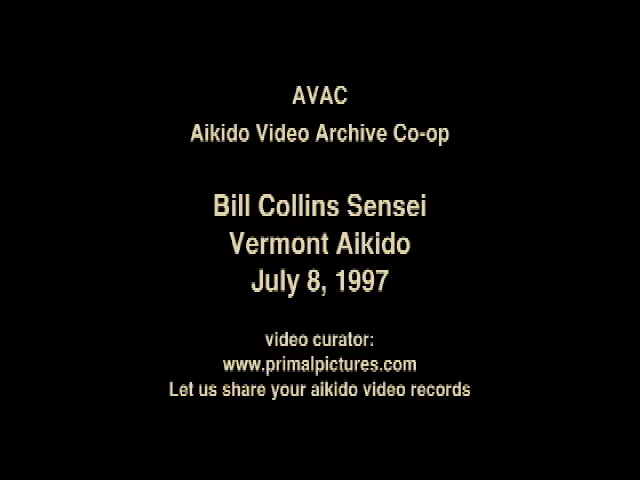 AVAC
Aikido Video Archive Co-op
Bill Collins Sensei
Vermont Aikido
July 8, 1997
video curator:
www.primalpictures.com
Let us share your aikido video records